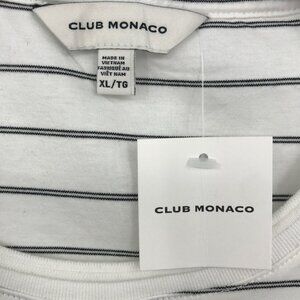 CLUB MONACO
MADE IN
VIETNAM
FABRIQUÉ AU
VIÊT NAM
XL/TG
CLUB MONACO